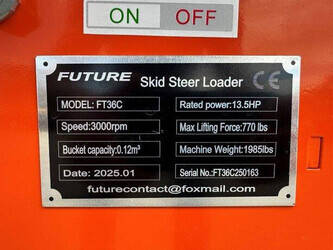 ON OFF
FUTURE Skid Steer Loader CE
MODEL: FT36C Rated power:13.5HP
Speed:3000rpm Max Lifting Force:770 lbs
Bucket capacity:0.12m³ Machine Weight:1985lbs
Date: 2025.01 Serial No.:FT36C250163
futurecontact@foxmail.com